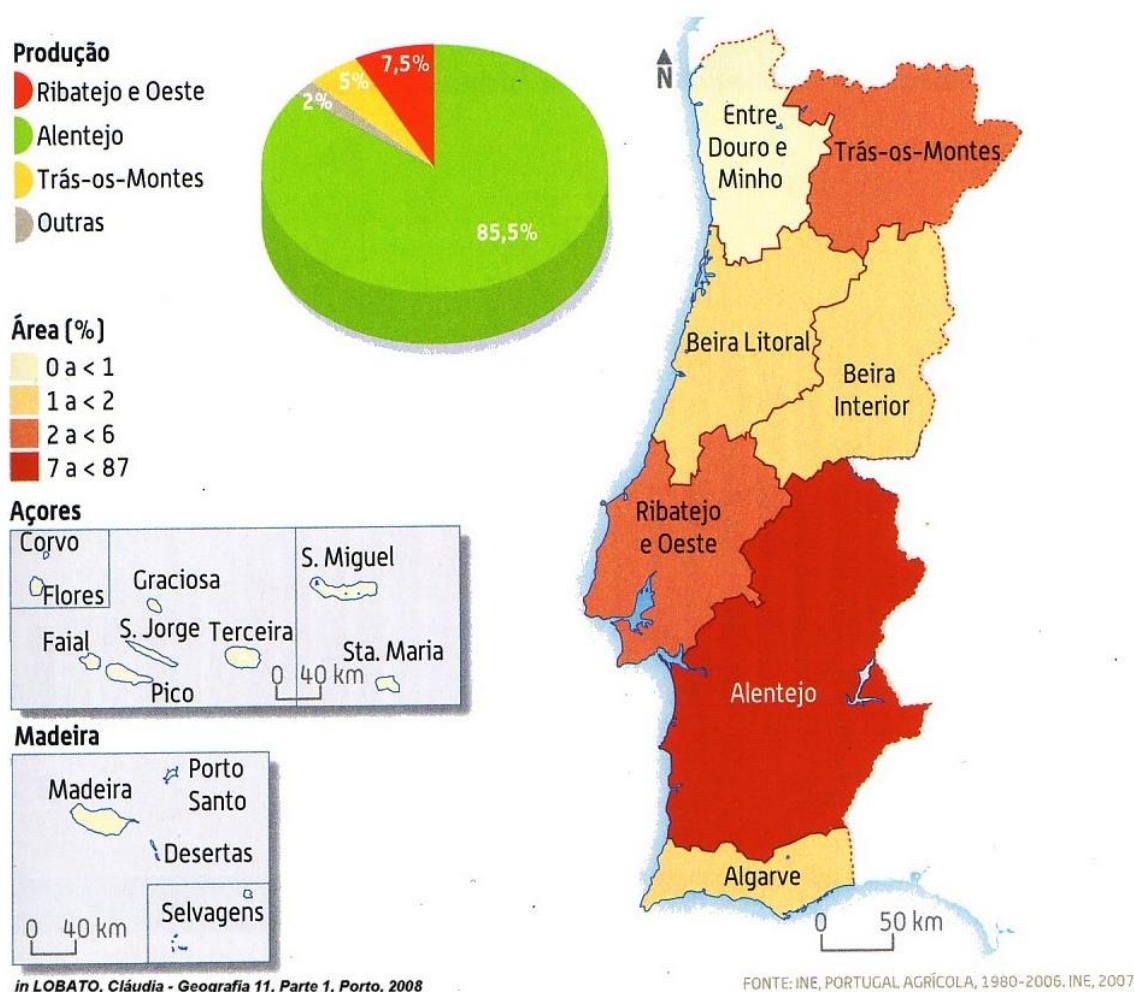 Produção
Ribatejo e Oeste
Alentejo
Trás-os-Montes
Outras
7,5%
5%
2%
85,5%
Área (%)
0 a < 1
1 a < 2
2 a < 6
7 a < 87
N
Entre
Douro e
Minho
Trás-os-Montes
Beira Litoral
Beira
Interior
Ribatejo
e Oeste
Alentejo
Algarve
0 50 km
Açores
Corvo
Flores
Graciosa
S. Miguel
Faial
S. Jorge
Terceira
Pico
Sta. Maria
0 40 km
Madeira
Madeira
Porto
Santo
Desertas
Selvagens
0 40 km
in LOBATO, Cláudia - Geografia 11, Parte 1, Porto, 2008
FONTE: INE, PORTUGAL AGRÍCOLA, 1980-2006, INE, 2007